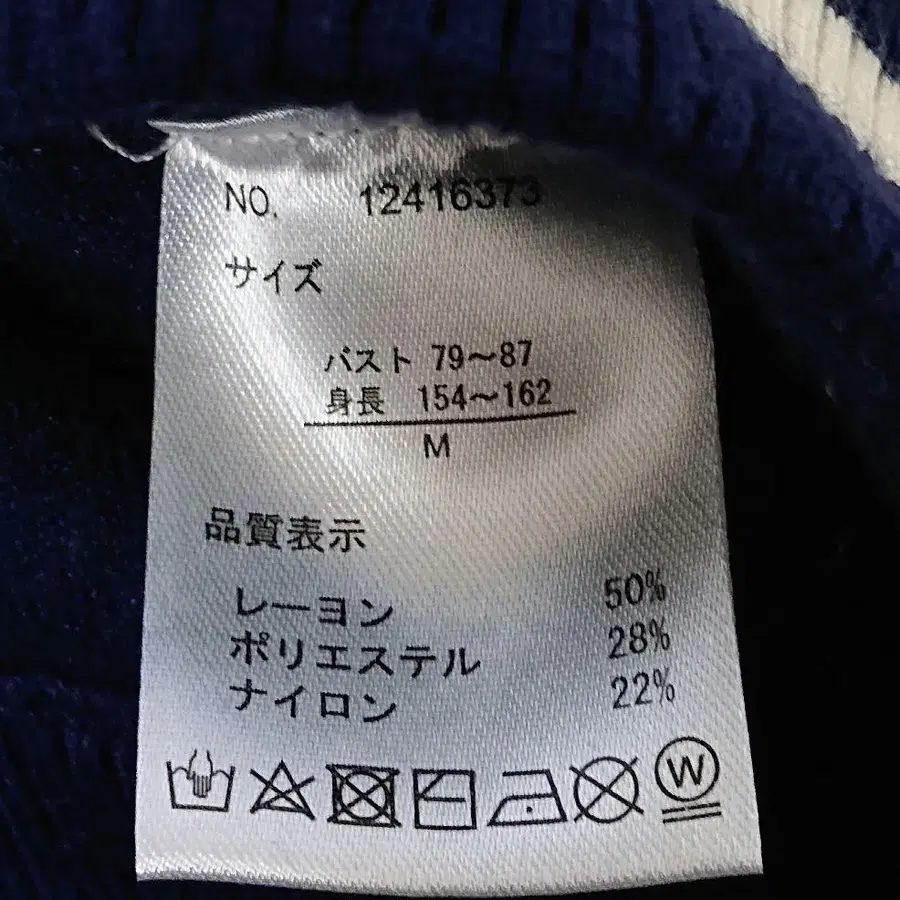 NO. 12416373
サイズ
バスト 79~87
身長 154~162
M
品質表示
レーヨン 50%
ポリエステル 28%
ナイロン 22%
W